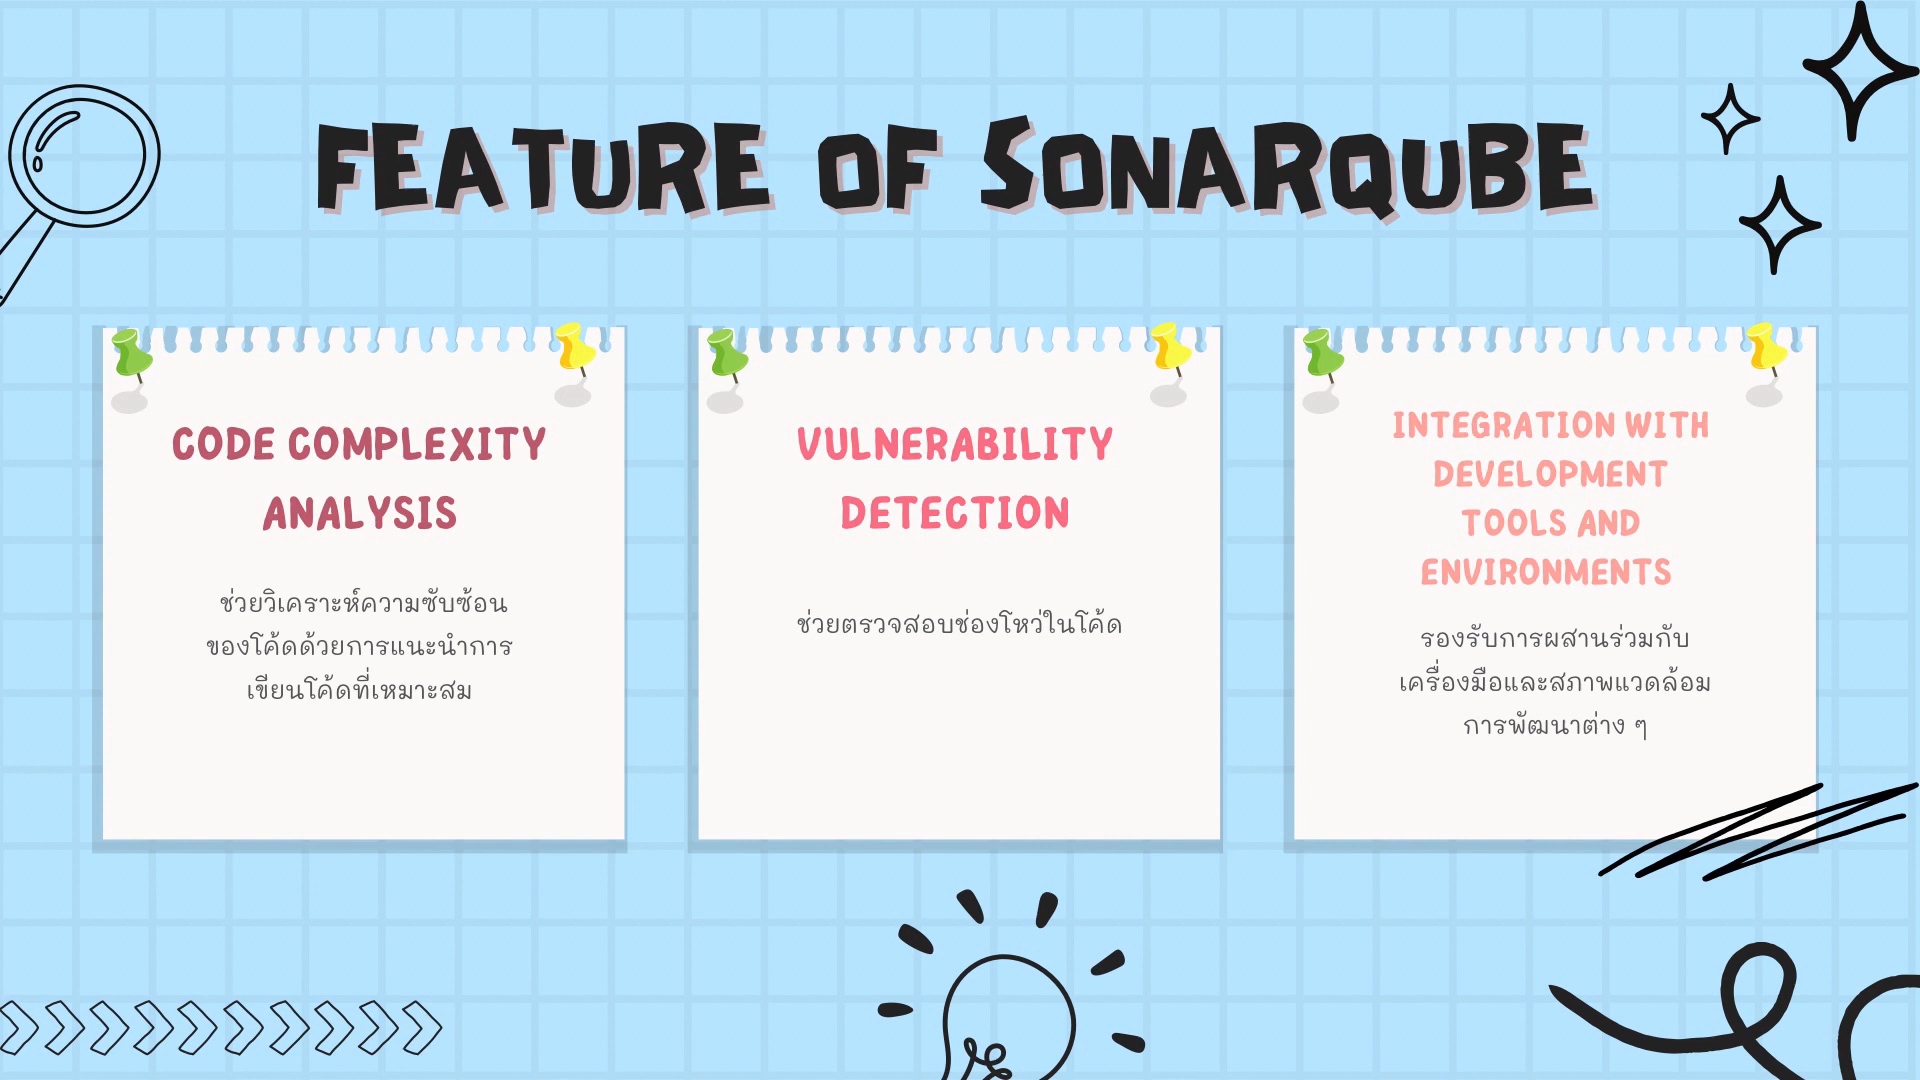 FEATURE OF SONARQUBE
CODE COMPLEXITY
ANALYSIS
ช่วยวิเคราะห์ความซับซ้อน
ของโค้ดด้วยการแนะนำการ
เขียนโค้ดที่เหมาะสม
VULNERABILITY
DETECTION
ช่วยตรวจสอบช่องโหว่ในโค้ด
INTEGRATION WITH
DEVELOPMENT
TOOLS AND
ENVIRONMENTS
รองรับการผสานร่วมกับ
เครื่องมือและสภาพแวดล้อม
การพัฒนาต่าง ๆ